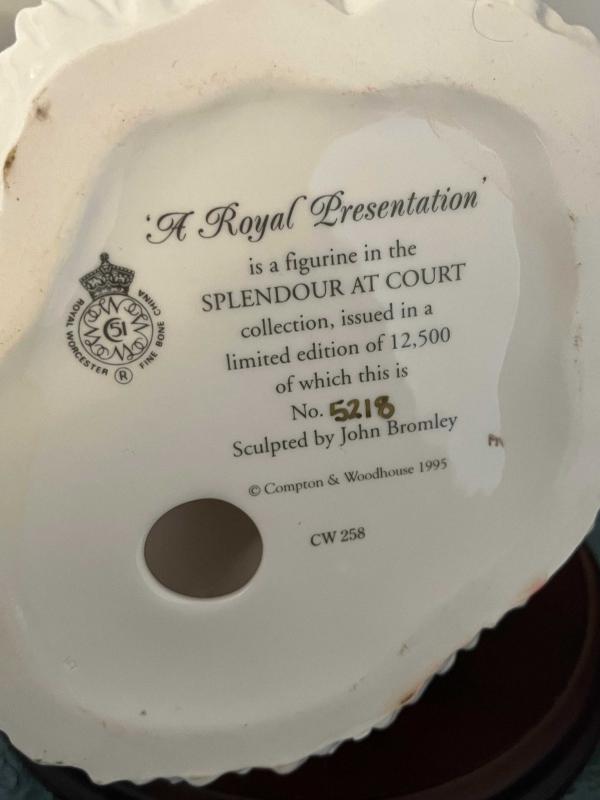 'A Royal Presentation'
is a figurine in the
SPLENDOUR AT COURT
collection, issued in a
limited edition of 12,500
of which this is
No. 5218
Sculpted by John Bromley
© Compton & Woodhouse 1995
CW 258
ROYAL WORCESTER
FINE BONE CHINA
51
®